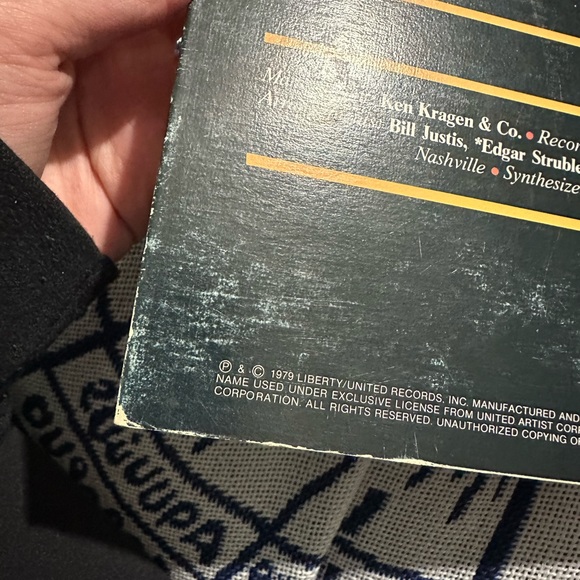 Ken Kragen & Co. • Recor
Bill Justis, *Edgar Struble
Nashville • Synthesize
Ⓟ & © 1979 LIBERTY/UNITED RECORDS, INC. MANUFACTURED AND
NAME USED UNDER EXCLUSIVE LICENSE FROM UNITED ARTIST CORP
CORPORATION. ALL RIGHTS RESERVED. UNAUTHORIZED COPYING O